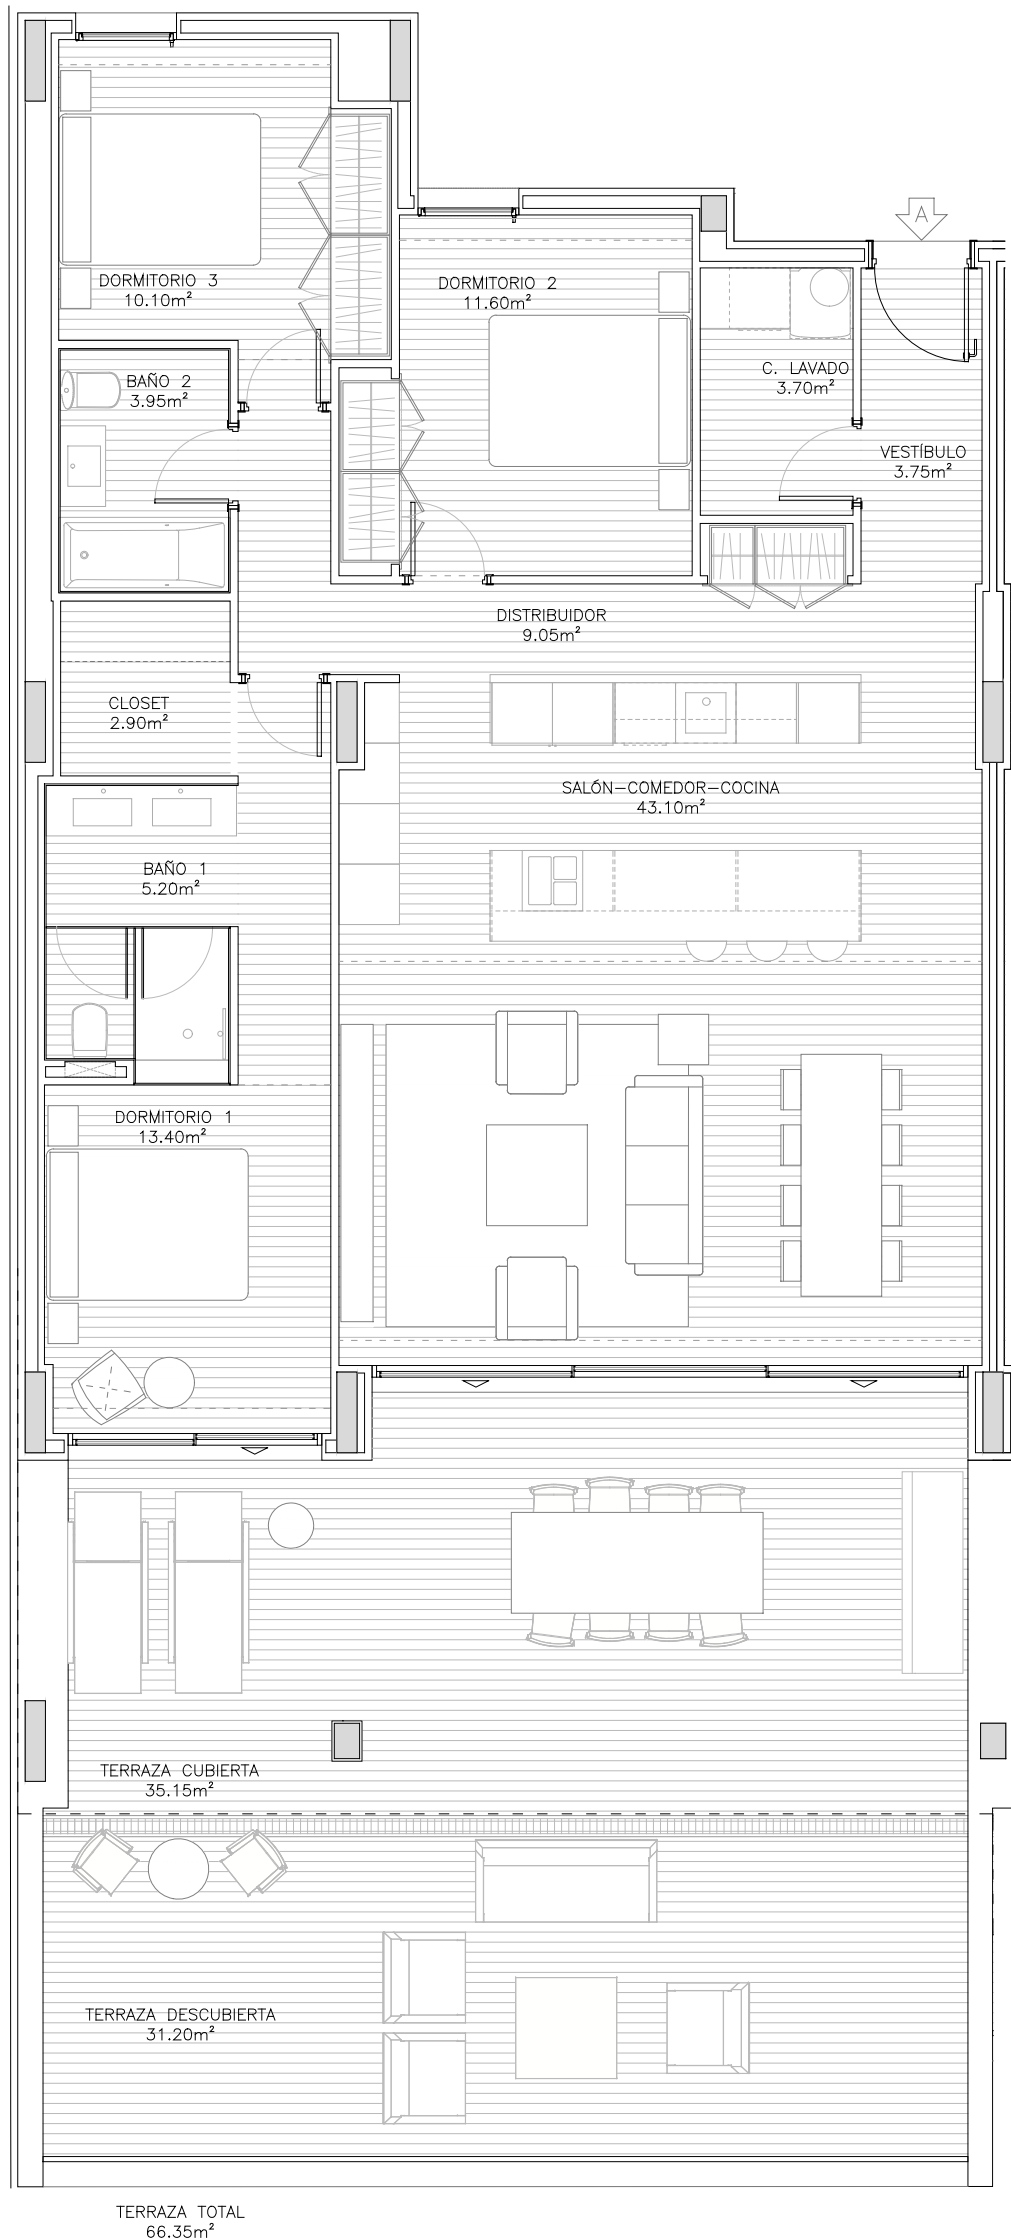 A
DORMITORIO 3
10.10m²
DORMITORIO 2
11.60m²
BAÑO 2
3.95m²
C. LAVADO
3.70m²
VESTÍBULO
3.75m²
DISTRIBUIDOR
9.05m²
CLOSET
2.90m²
SALÓN-COMEDOR-COCINA
43.10m²
BAÑO 1
5.20m²
DORMITORIO 1
13.40m²
TERRAZA CUBIERTA
35.15m²
TERRAZA DESCUBIERTA
31.20m²
TERRAZA TOTAL
66.35m²